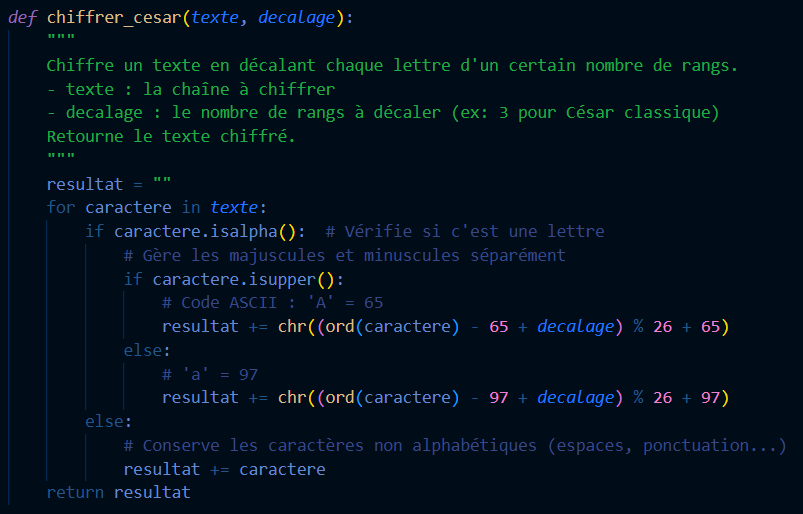 def chiffrer_cesar(texte, decalage):
    """
    Chiffre un texte en décalant chaque lettre d'un certain nombre de rangs.
    - texte : la chaîne à chiffrer
    - decalage : le nombre de rangs à décaler (ex: 3 pour César classique)
    Retourne le texte chiffré.
    """
    resultat = ""
    for caractere in texte:
        if caractere.isalpha():  # Vérifie si c'est une lettre
            # Gère les majuscules et minuscules séparément
            if caractere.isupper():
                # Code ASCII : 'A' = 65
                resultat += chr((ord(caractere) - 65 + decalage) % 26 + 65)
            else:
                # 'a' = 97
                resultat += chr((ord(caractere) - 97 + decalage) % 26 + 97)
        else:
            # Conserve les caractères non alphabétiques (espaces, ponctuation...)
            resultat += caractere
    return resultat